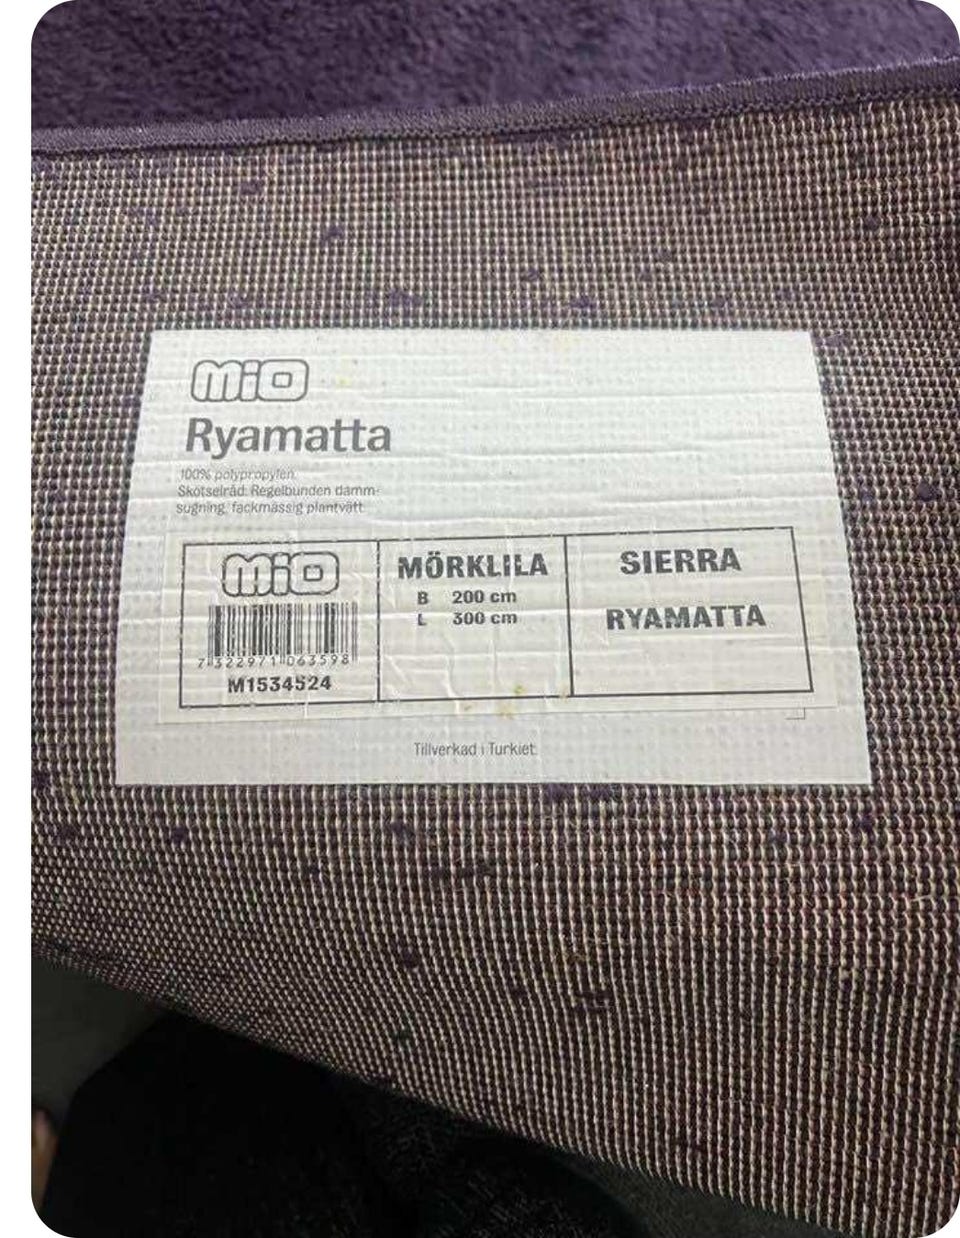 mio
Ryamatta
100% polypropylen.
Skötselråd: Regelbunden damm-
sugning, fackmässig plantvätt.
mio
7 322971 063598
M1534524
MÖRKLILA
B 200 cm
L 300 cm
SIERRA
RYAMATTA
Tillverkad i Turkiet.